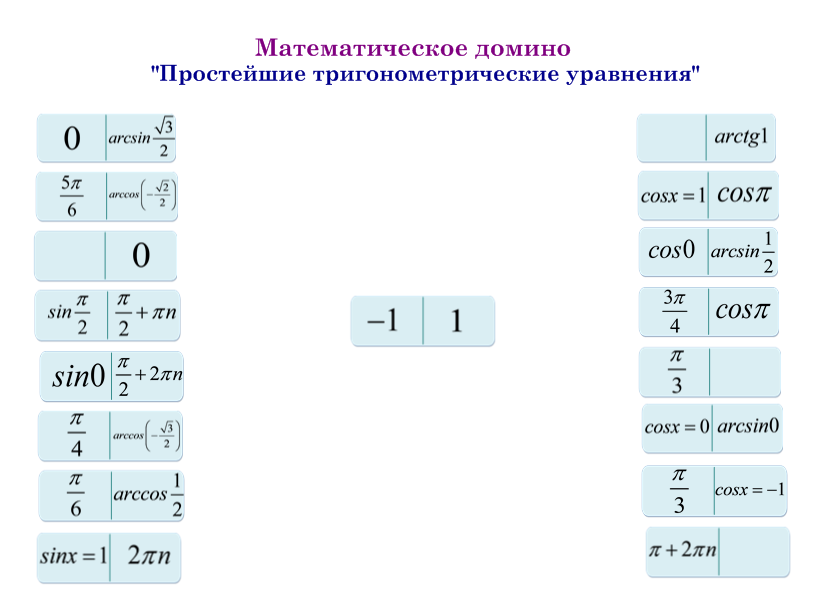 Математическое домино
"Простейшие тригонометрические уравнения"
0 | arcsin √3/2
5π/6 | arccos(−√2/2)
0
sin π/2 | π/2 + πn
sin0 | π/2 + 2πn
π/4 | arccos(−√3/2)
π/6 | arccos 1/2
sinx = 1 | 2πn
−1 | 1
arctg1
cosx = 1 | cosπ
cos0 | arcsin 1/2
3π/4 | cosπ
π/3
cosx = 0 | arcsin0
π/3 | cosx = −1
π + 2πn